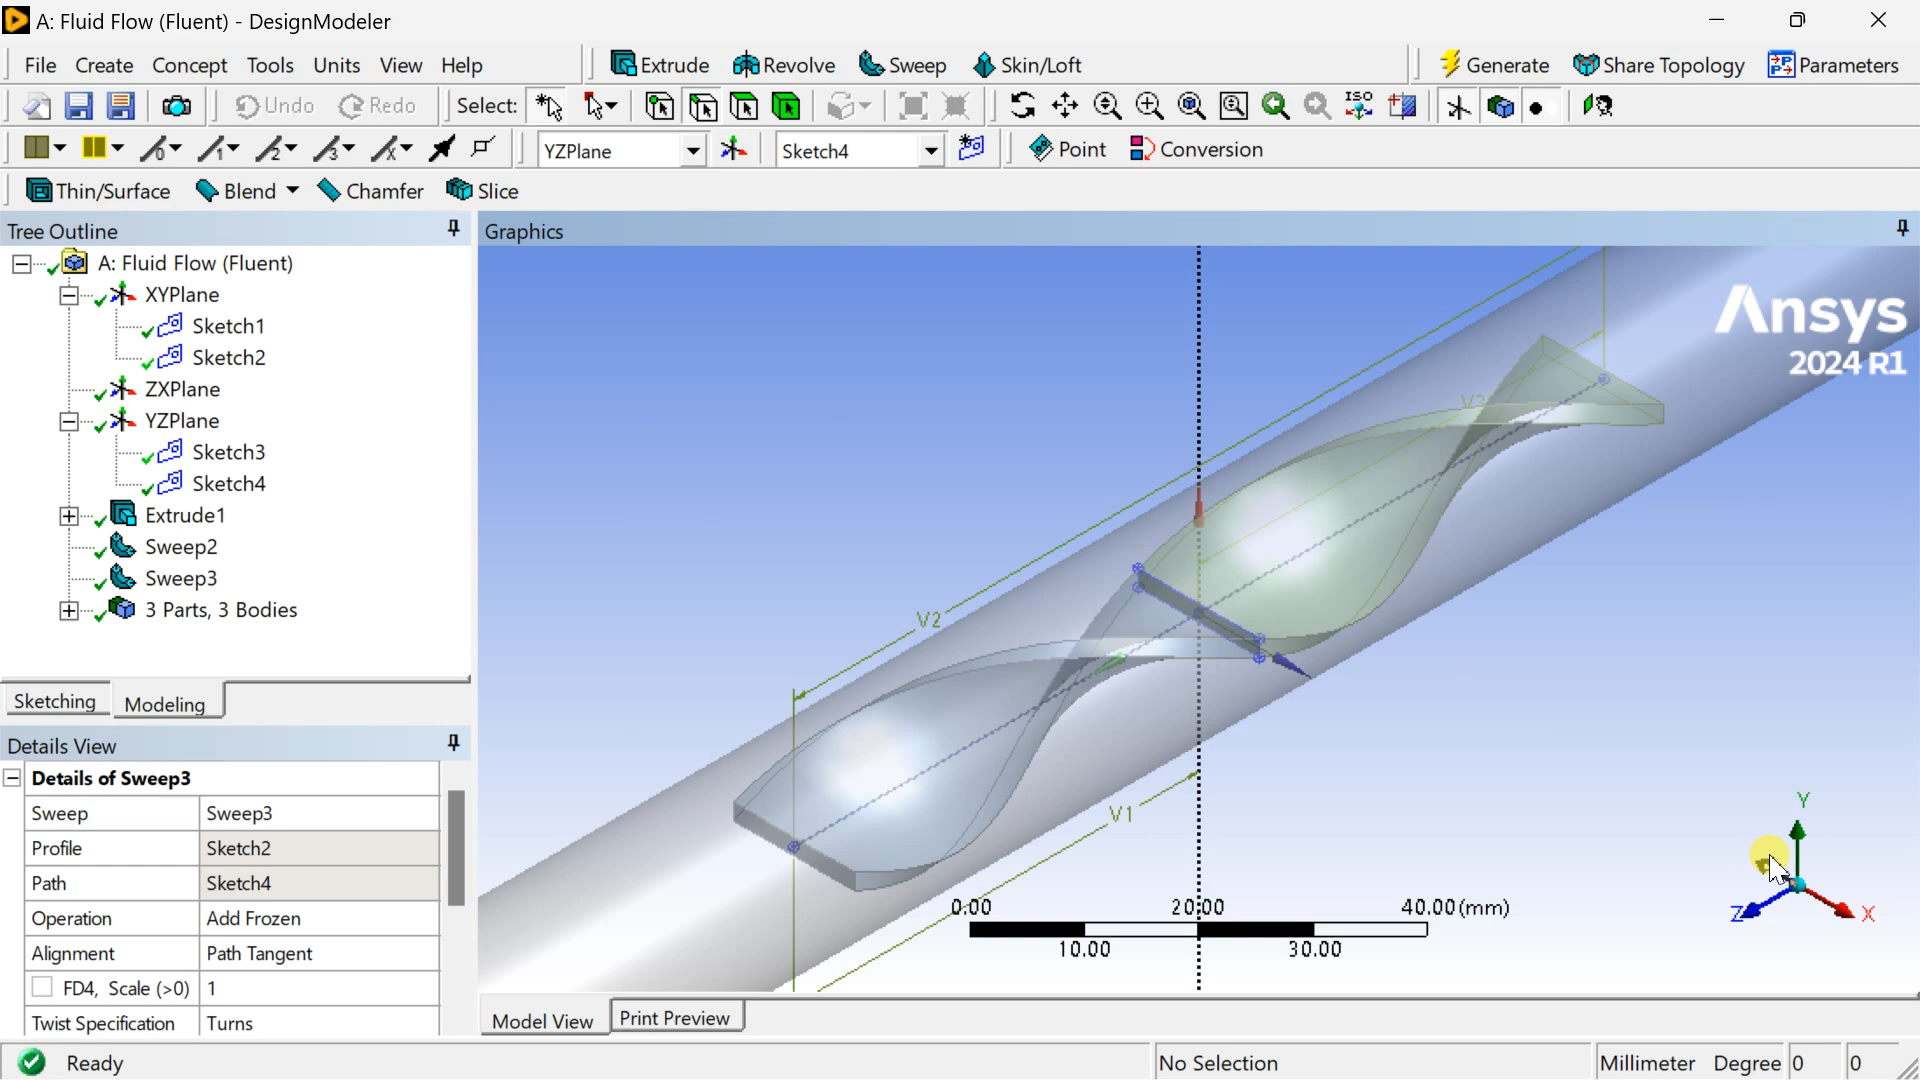 A: Fluid Flow (Fluent) - DesignModeler
File Create Concept Tools Units View Help Extrude Revolve Sweep Skin/Loft Generate Share Topology Parameters
Undo Redo Select: ISO
YZPlane Sketch4 Point Conversion
Thin/Surface Blend Chamfer Slice
Tree Outline
Graphics
A: Fluid Flow (Fluent)
XYPlane
Sketch1
Sketch2
ZXPlane
YZPlane
Sketch3
Sketch4
Extrude1
Sweep2
Sweep3
3 Parts, 3 Bodies
Sketching Modeling
Details View
Details of Sweep3
Sweep Sweep3
Profile Sketch2
Path Sketch4
Operation Add Frozen
Alignment Path Tangent
FD4, Scale (>0) 1
Twist Specification Turns
Ansys
2024 R1
V3
V2
V1
Y
Z X
0.00 20.00 40.00 (mm)
10.00 30.00
Model View Print Preview
Ready No Selection Millimeter Degree 0 0